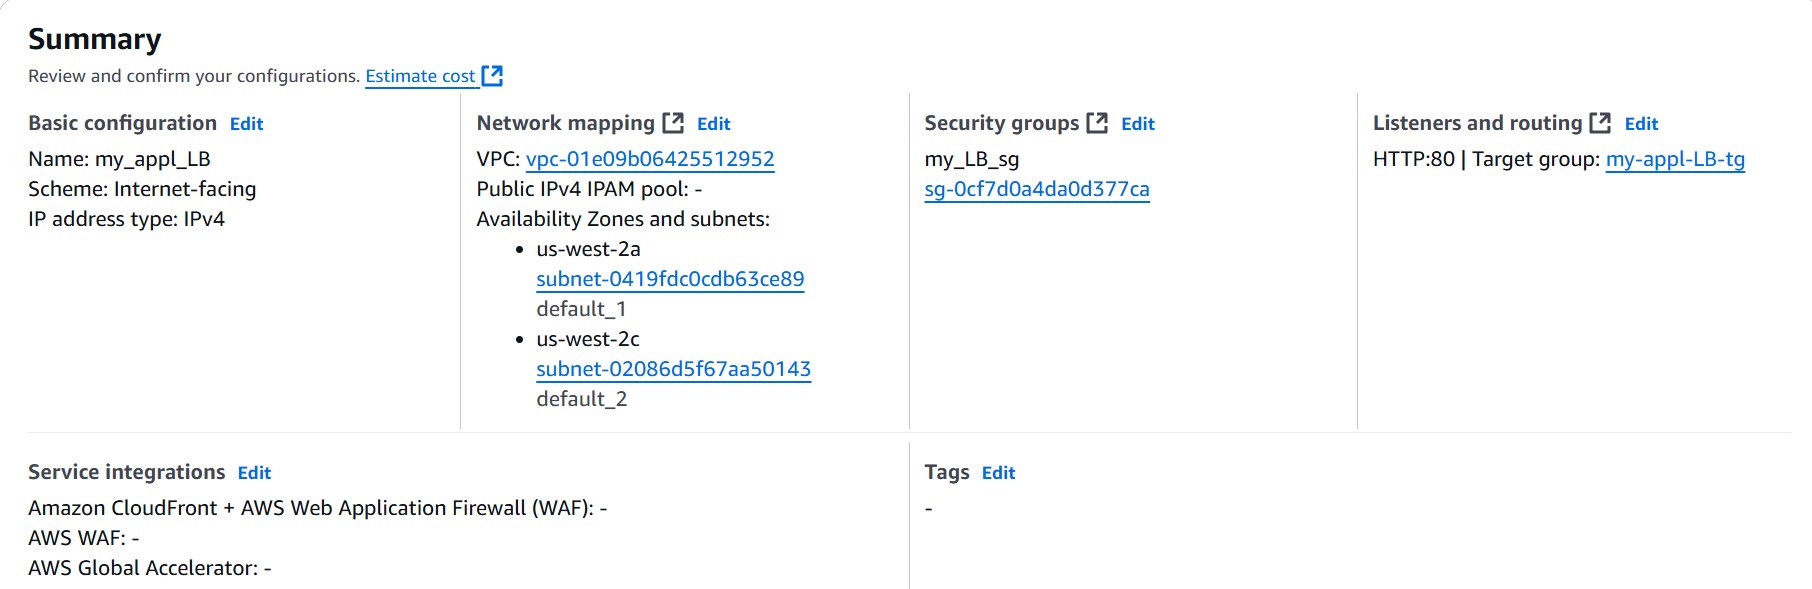 Summary
Review and confirm your configurations. Estimate cost
Basic configuration Edit
Name: my_appl_LB
Scheme: Internet-facing
IP address type: IPv4
Network mapping Edit
VPC: vpc-01e09b06425512952
Public IPv4 IPAM pool: -
Availability Zones and subnets:
• us-west-2a
subnet-0419fdc0cdb63ce89
default_1
• us-west-2c
subnet-02086d5f67aa50143
default_2
Security groups Edit
my_LB_sg
sg-0cf7d0a4da0d377ca
Listeners and routing Edit
HTTP:80 | Target group: my-appl-LB-tg
Service integrations Edit
Amazon CloudFront + AWS Web Application Firewall (WAF): -
AWS WAF: -
AWS Global Accelerator: -
Tags Edit
-